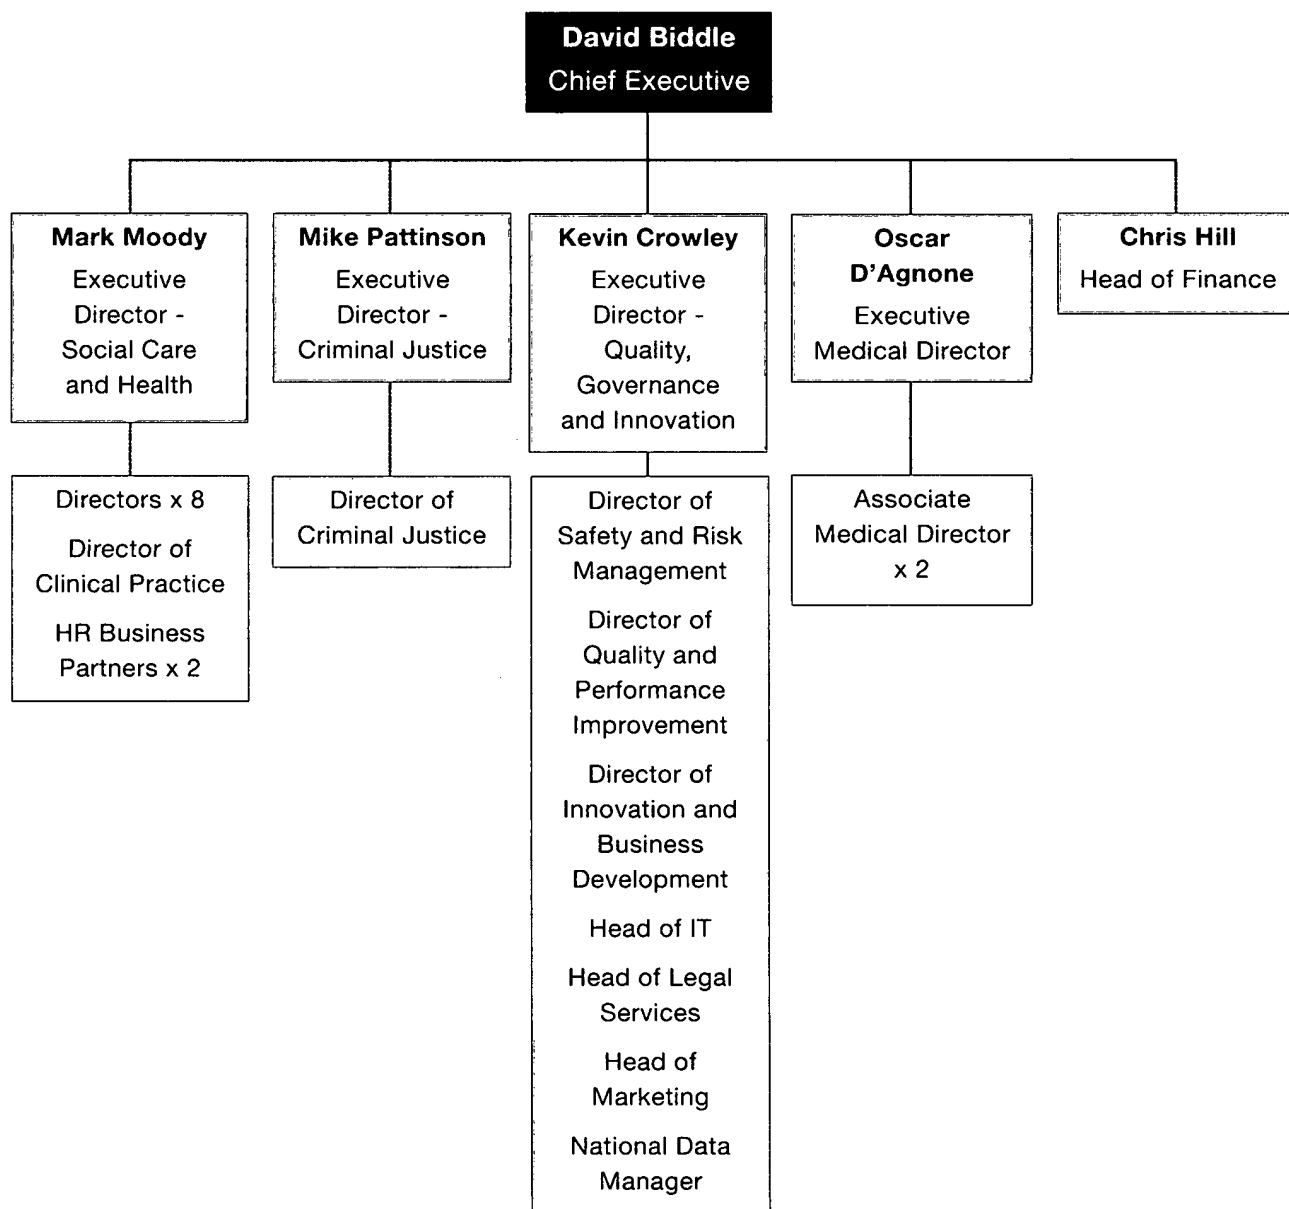 David Biddle
Chief Executive
Mark Moody
Executive
Director -
Social Care
and Health
Mike Pattinson
Executive
Director -
Criminal Justice
Kevin Crowley
Executive
Director -
Quality,
Governance
and Innovation
Oscar
D'Agnone
Executive
Medical Director
Chris Hill
Head of Finance
Directors x 8
Director of
Clinical Practice
HR Business
Partners x 2
Director of
Criminal Justice
Director of
Safety and Risk
Management
Director of
Quality and
Performance
Improvement
Director of
Innovation and
Business
Development
Head of IT
Head of Legal
Services
Head of
Marketing
National Data
Manager
Associate
Medical Director
x 2